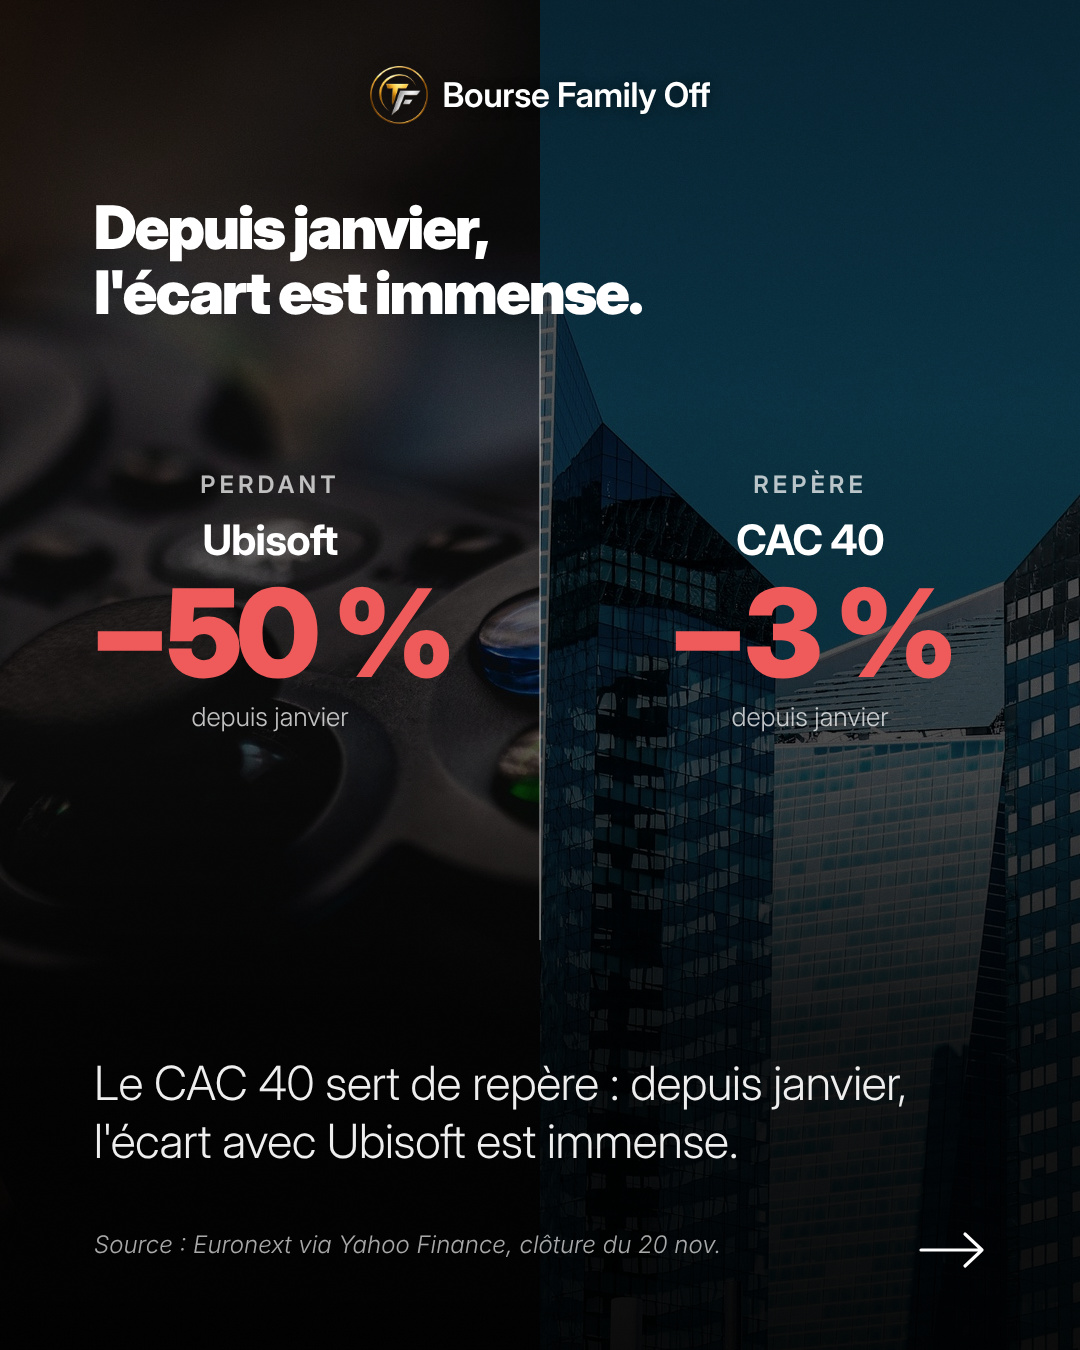 TF Bourse Family Off
Depuis janvier,
l'écart est immense.
PERDANT
Ubisoft
–50 %
depuis janvier
REPÈRE
CAC 40
–3 %
depuis janvier
Le CAC 40 sert de repère : depuis janvier,
l'écart avec Ubisoft est immense.
Source : Euronext via Yahoo Finance, clôture du 20 nov.